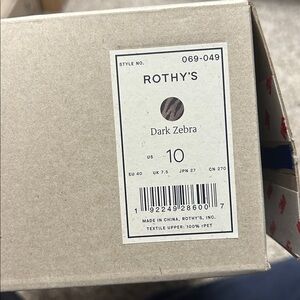 STYLE NO. 069-049
ROTHY'S
Dark Zebra
US 10
EU 40 UK 7.5 JPN 27 CN 270
1 92249 28600 7
MADE IN CHINA, ROTHY'S, INC.
TEXTILE UPPER: 100% rPET